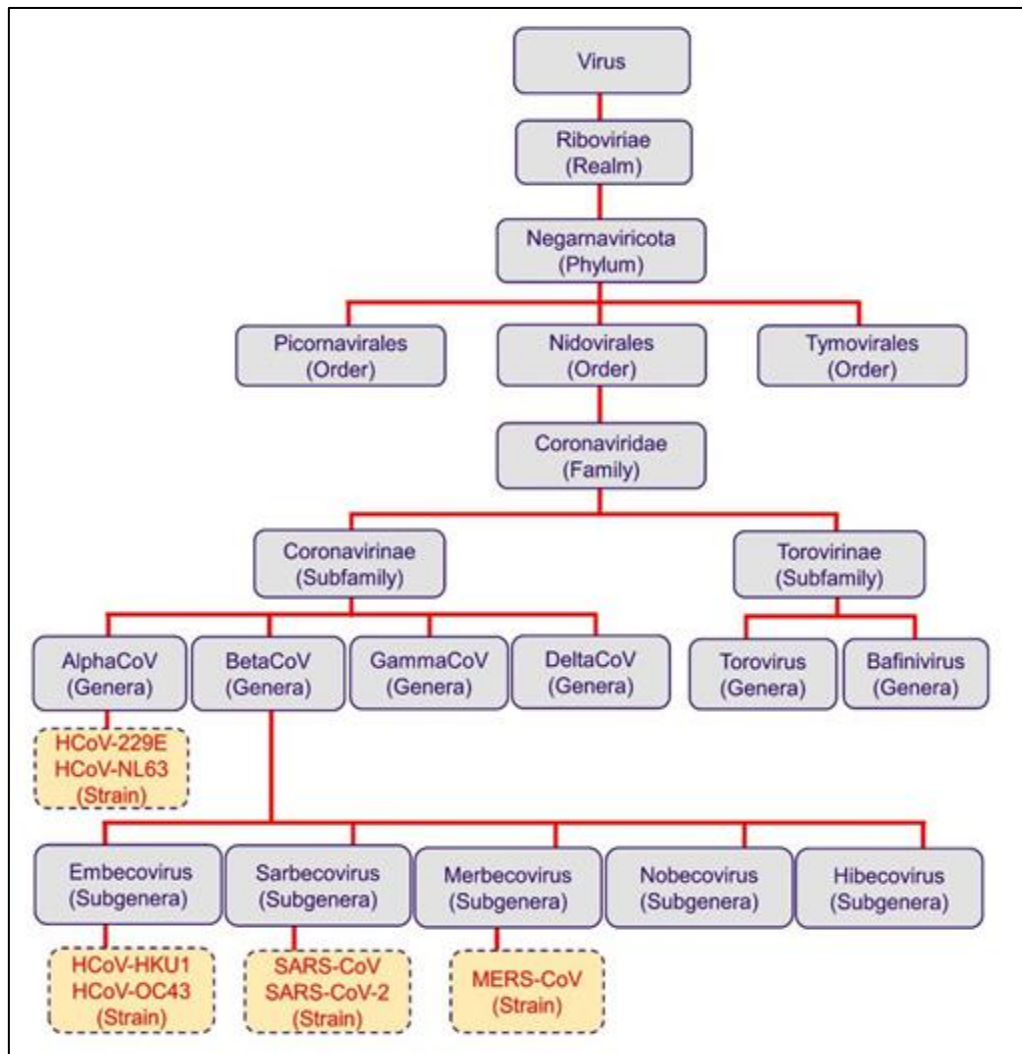 Virus
Riboviriae
(Realm)
Negarnaviricota
(Phylum)
Picornavirales
(Order)
Nidovirales
(Order)
Tymovirales
(Order)
Coronaviridae
(Family)
Coronavirinae
(Subfamily)
Torovirinae
(Subfamily)
AlphaCoV
(Genera)
BetaCoV
(Genera)
GammaCoV
(Genera)
DeltaCoV
(Genera)
Torovirus
(Genera)
Bafinivirus
(Genera)
HCoV-229E
HCoV-NL63
(Strain)
Embecovirus
(Subgenera)
Sarbecovirus
(Subgenera)
Merbecovirus
(Subgenera)
Nobecovirus
(Subgenera)
Hibecovirus
(Subgenera)
HCoV-HKU1
HCoV-OC43
(Strain)
SARS-CoV
SARS-CoV-2
(Strain)
MERS-CoV
(Strain)